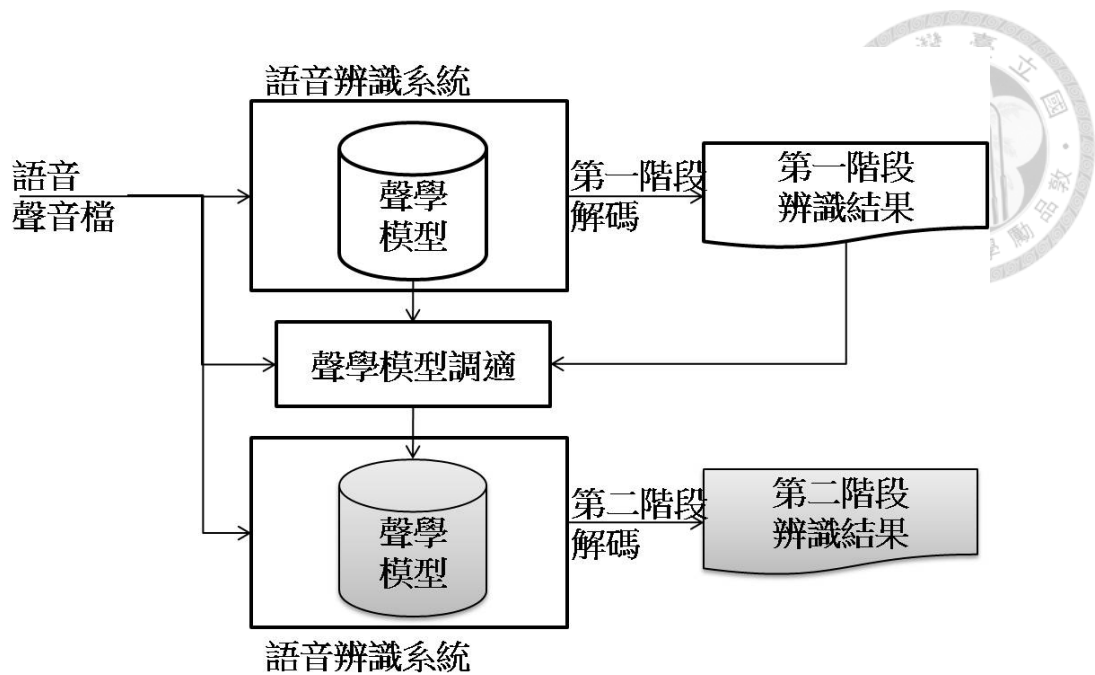 語音辨識系統
語音
聲音檔
聲學
模型
第一階段
解碼
第一階段
辨識結果
聲學模型調適
聲學
模型
第二階段
解碼
第二階段
辨識結果
語音辨識系統